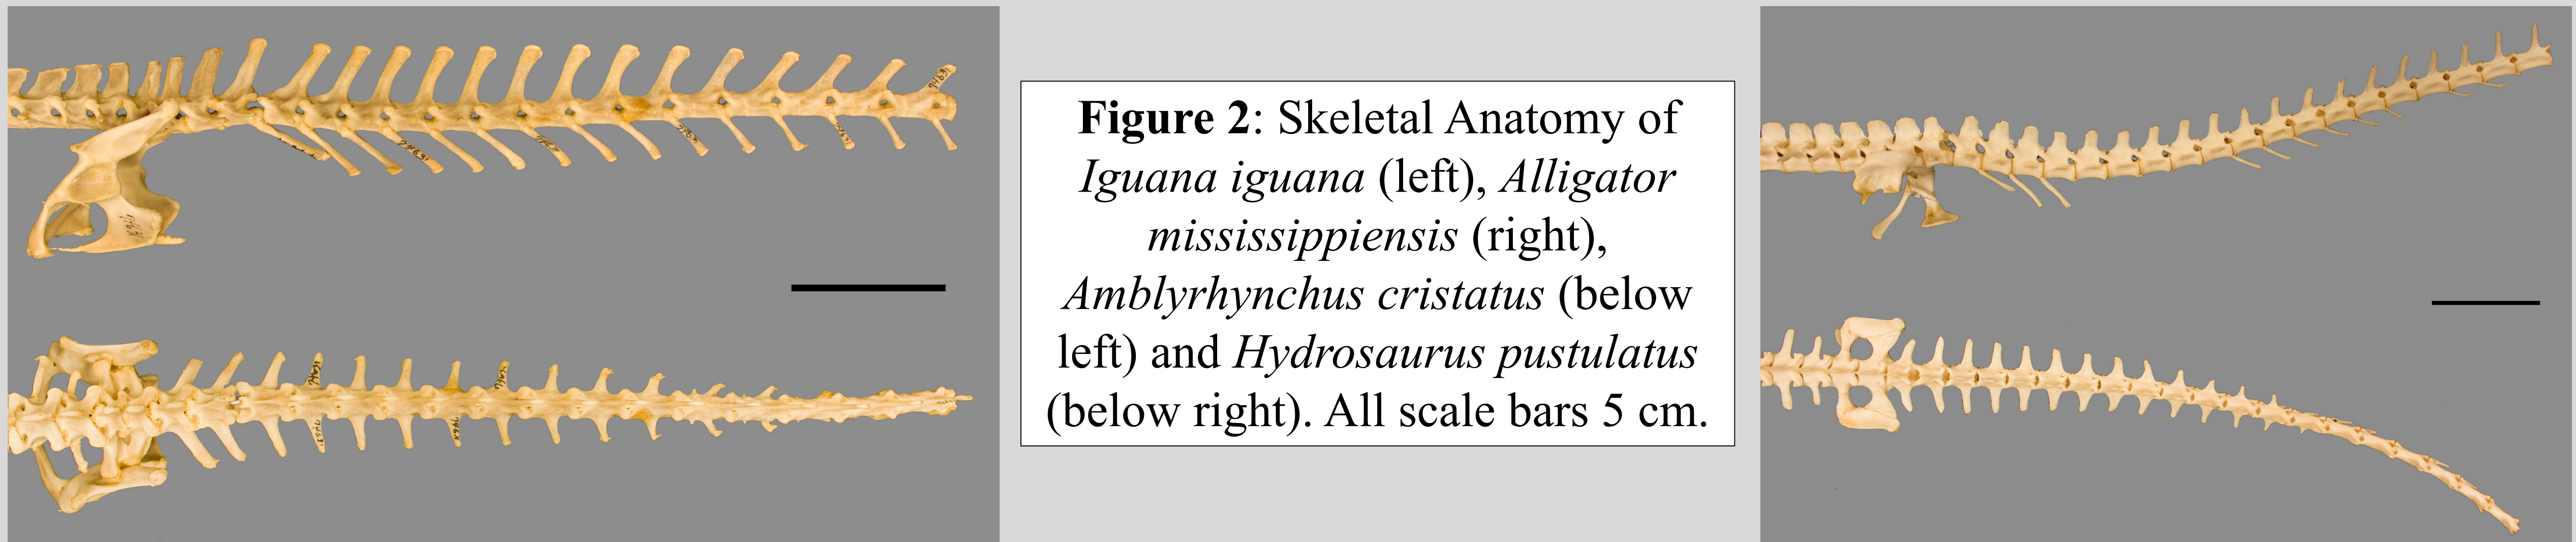 Figure 2: Skeletal Anatomy of
Iguana iguana (left), Alligator
mississippiensis (right),
Amblyrhynchus cristatus (below
left) and Hydrosaurus pustulatus
(below right). All scale bars 5 cm.